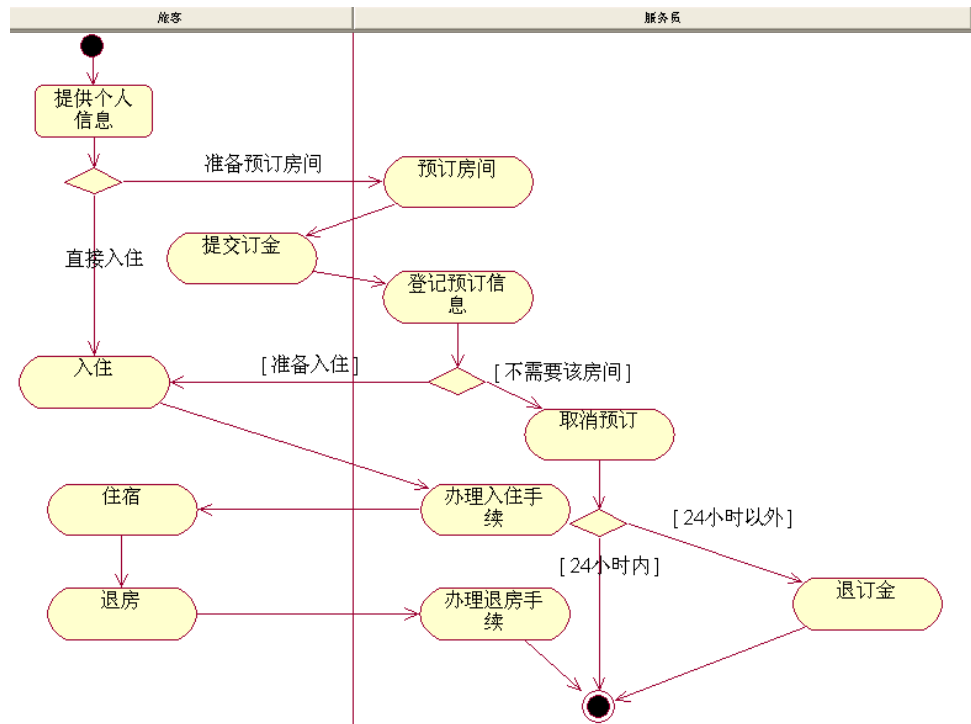 旅客
服务员
提供个人
信息
准备预订房间
预订房间
直接入住
提交订金
登记预订信
息
入住
[准备入住]
[不需要该房间]
取消预订
住宿
办理入住手
续
[24小时以外]
[24小时内]
退房
办理退房手
续
退订金